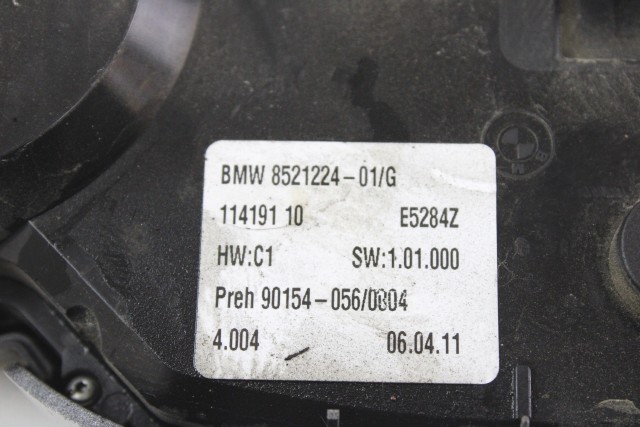 BMW 8521224-01/G
114191 10 E5284Z
HW:C1 SW:1.01.000
Preh 90154-056/0004
4.004 06.04.11